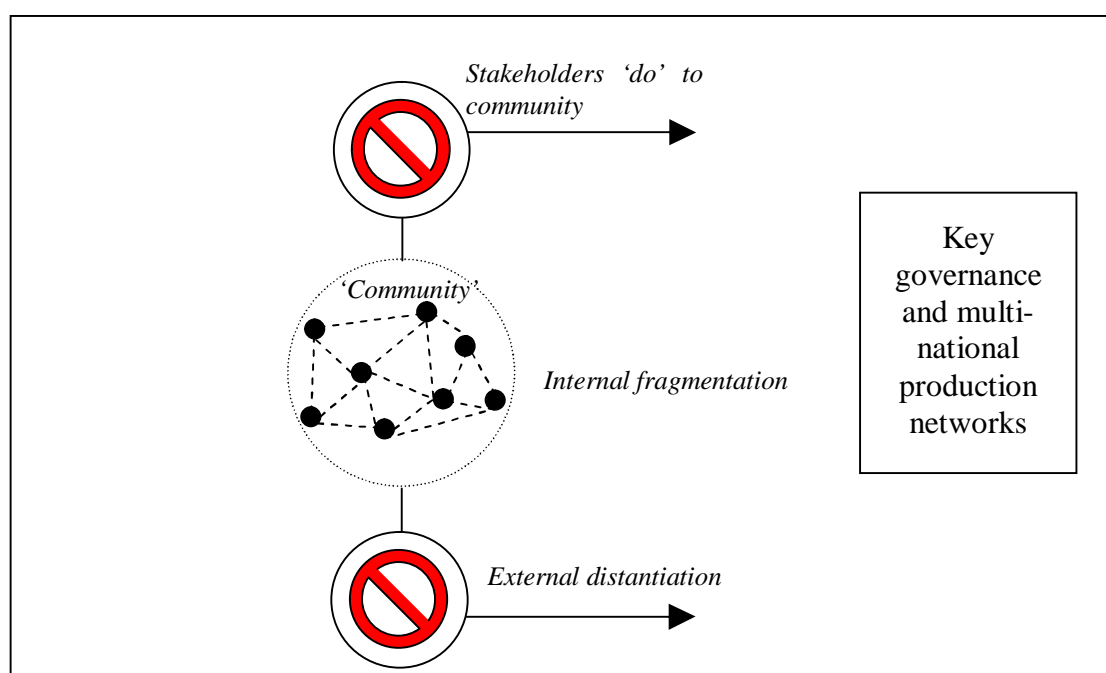 Stakeholders ‘do’ to
community
‘Community’
Internal fragmentation
Key
governance
and multi-
national
production
networks
External distantiation